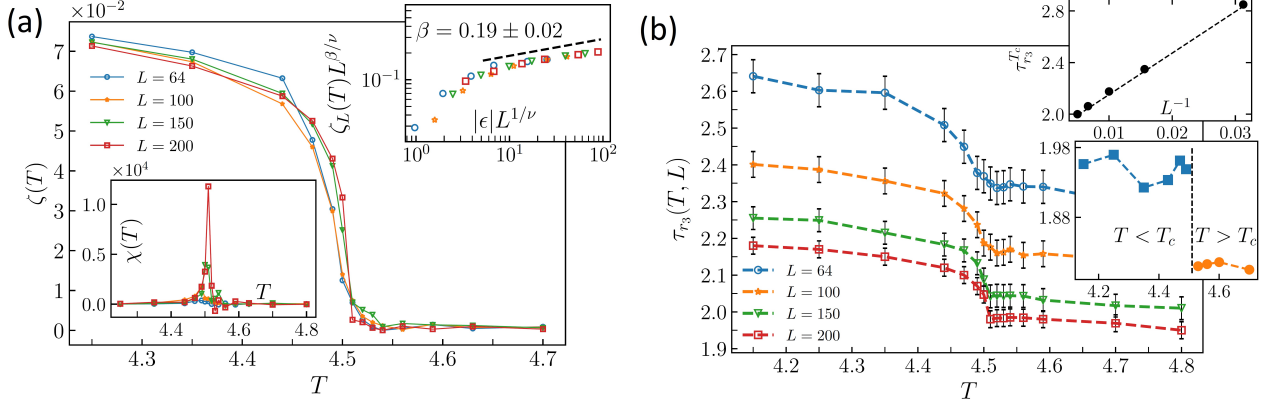 (a)
×10⁻²
7
6
5
4
3
2
1
0
ζ(T)
4.3
4.4
4.5
4.6
4.7
T
L = 64
L = 100
L = 150
L = 200
β = 0.19 ± 0.02
ζ_L(T)L^{β/ν}
10⁻¹
|ϵ|L^{1/ν}
10⁰
10¹
10²
×10⁴
1.0
0.5
0.0
χ(T)
T
4.4
4.6
4.8
(b)
2.7
2.6
2.5
2.4
2.3
2.2
2.1
2.0
1.9
τ_{r₃}(T, L)
4.2
4.3
4.4
4.5
4.6
4.7
4.8
T
L = 64
L = 100
L = 150
L = 200
2.8
2.4
2.0
τ_{r₃}^{T_c}
L⁻¹
0.01
0.02
0.03
1.98
1.88
T < T_c
T > T_c
4.2
4.4
4.6